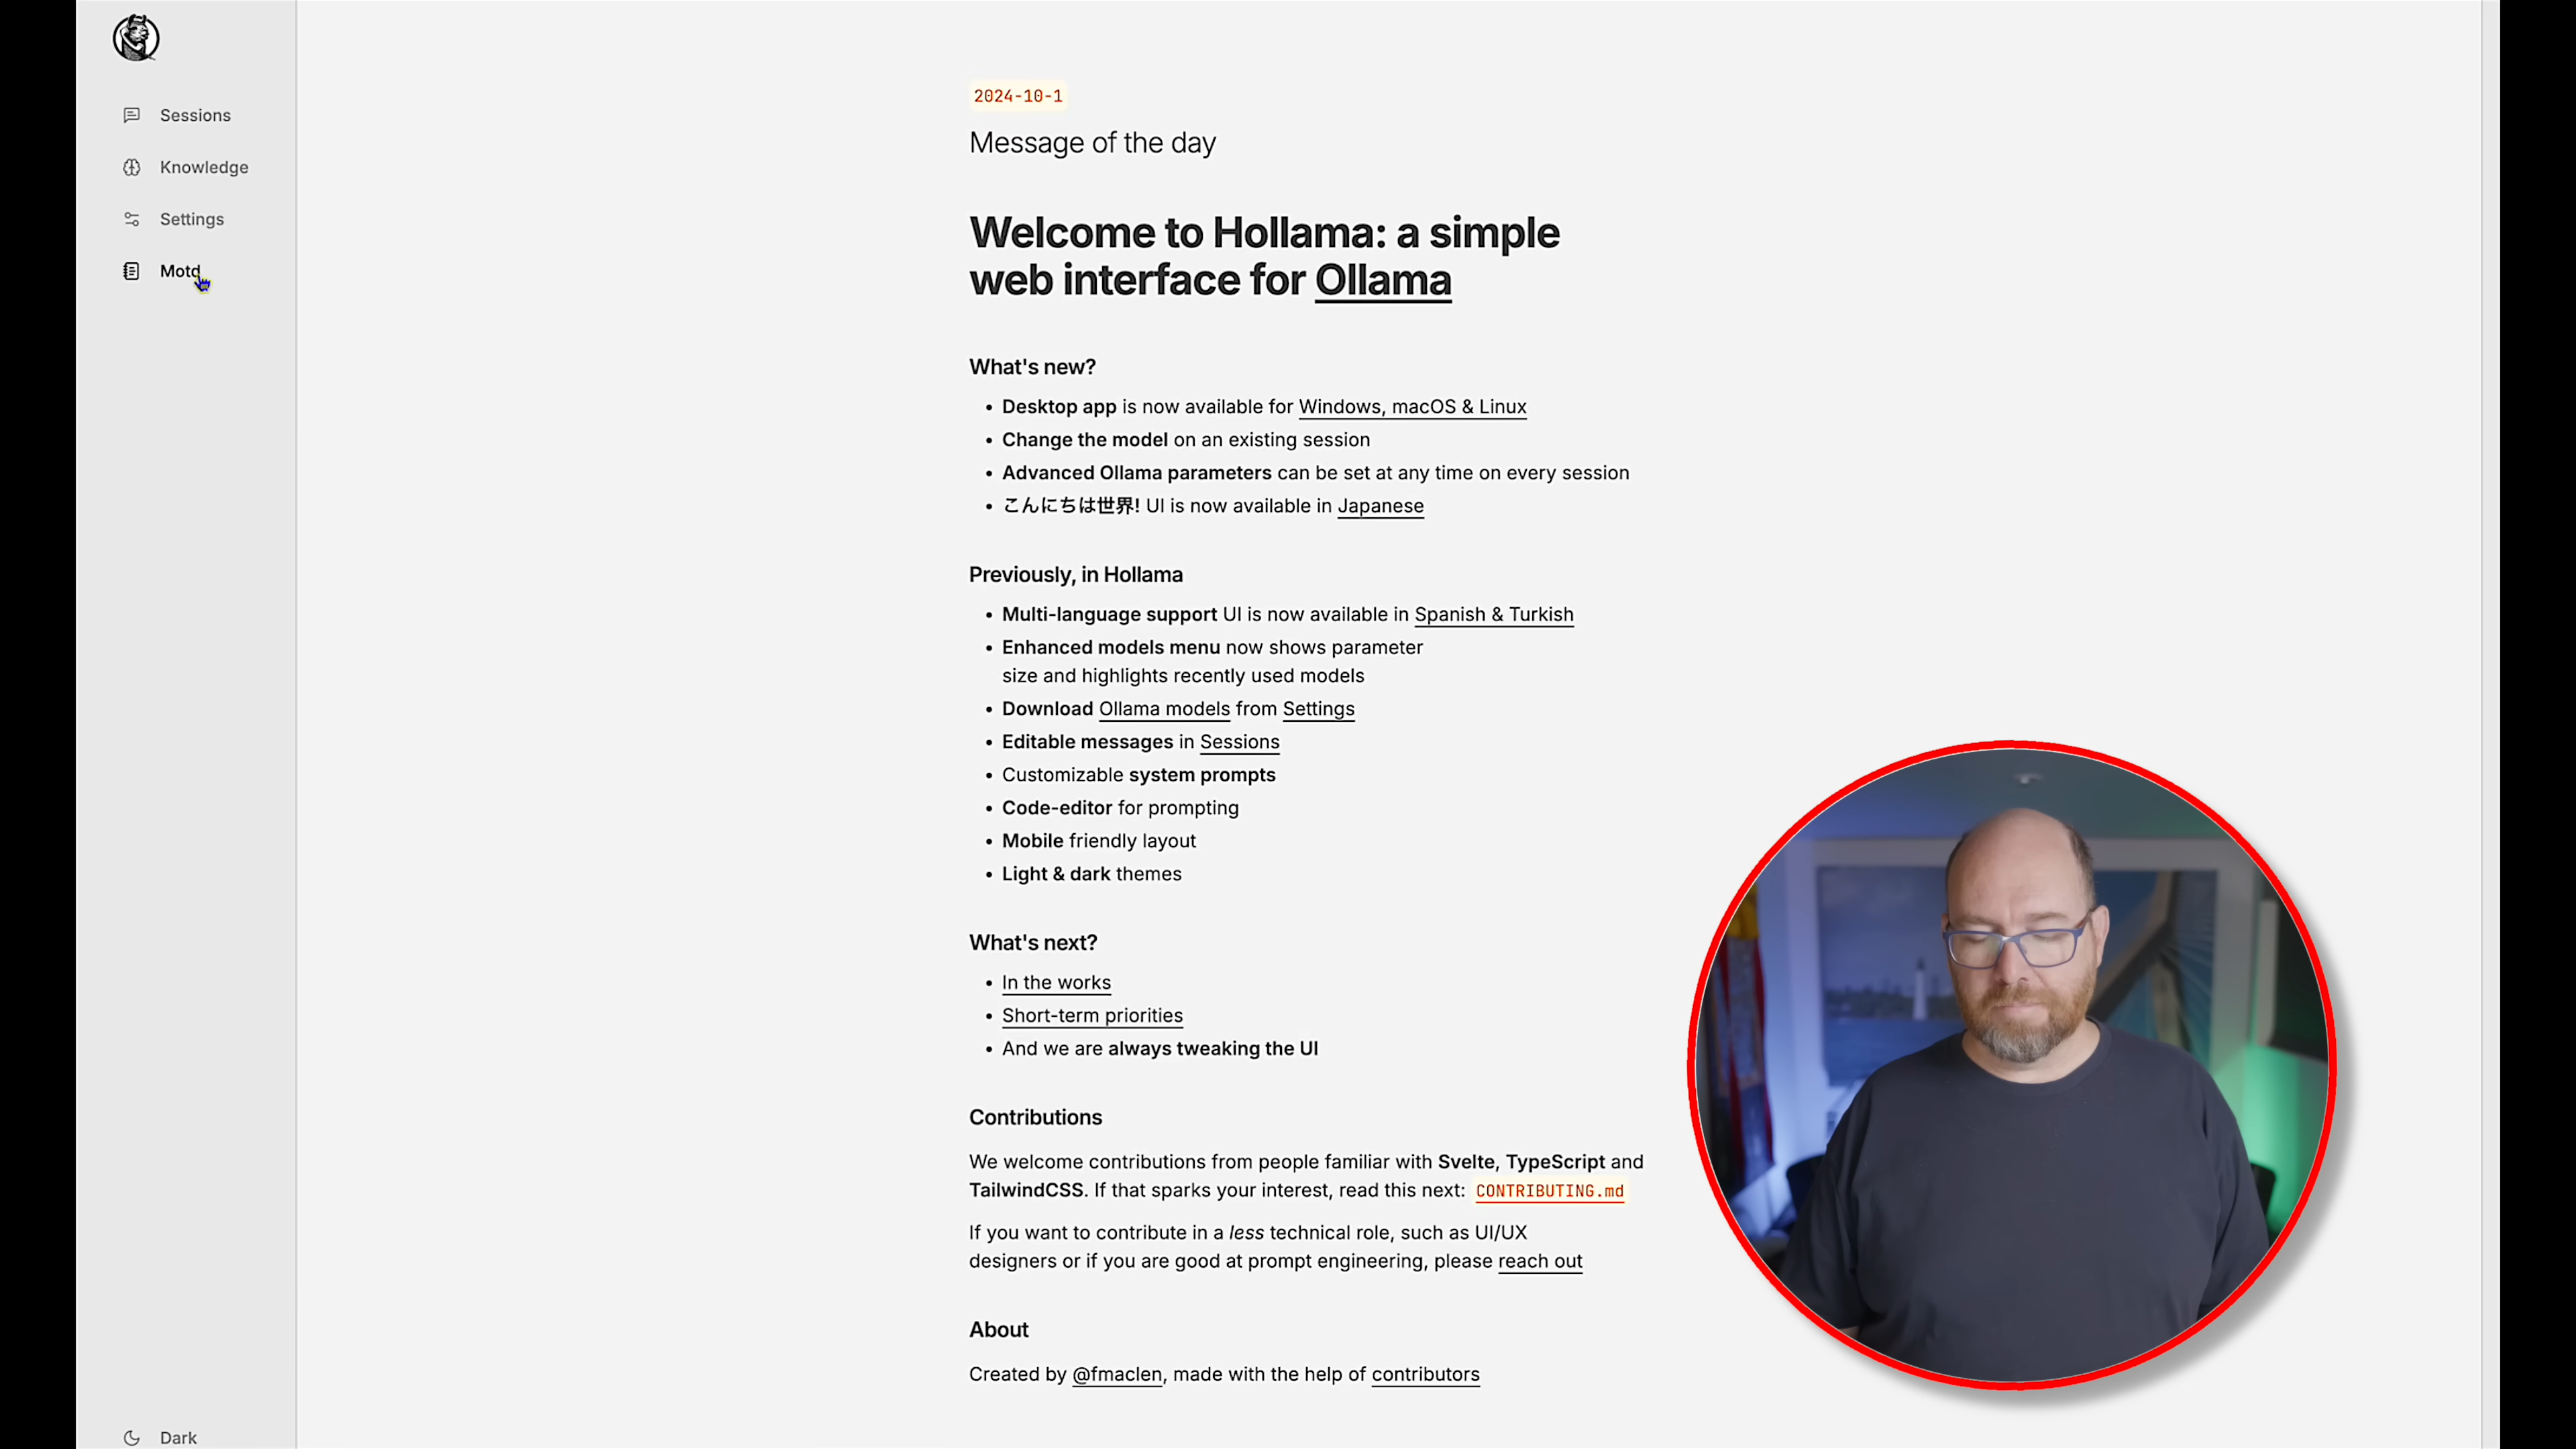 Sessions
Knowledge
Settings
Motd
Dark
2024-10-1
Message of the day
Welcome to Hollama: a simple
web interface for Ollama
What's new?
• Desktop app is now available for Windows, macOS & Linux
• Change the model on an existing session
• Advanced Ollama parameters can be set at any time on every session
• こんにちは世界! UI is now available in Japanese
Previously, in Hollama
• Multi-language support UI is now available in Spanish & Turkish
• Enhanced models menu now shows parameter
size and highlights recently used models
• Download Ollama models from Settings
• Editable messages in Sessions
• Customizable system prompts
• Code-editor for prompting
• Mobile friendly layout
• Light & dark themes
What's next?
• In the works
• Short-term priorities
• And we are always tweaking the UI
Contributions
We welcome contributions from people familiar with Svelte, TypeScript and
TailwindCSS. If that sparks your interest, read this next: CONTRIBUTING.md
If you want to contribute in a less technical role, such as UI/UX
designers or if you are good at prompt engineering, please reach out
About
Created by @fmaclen, made with the help of contributors